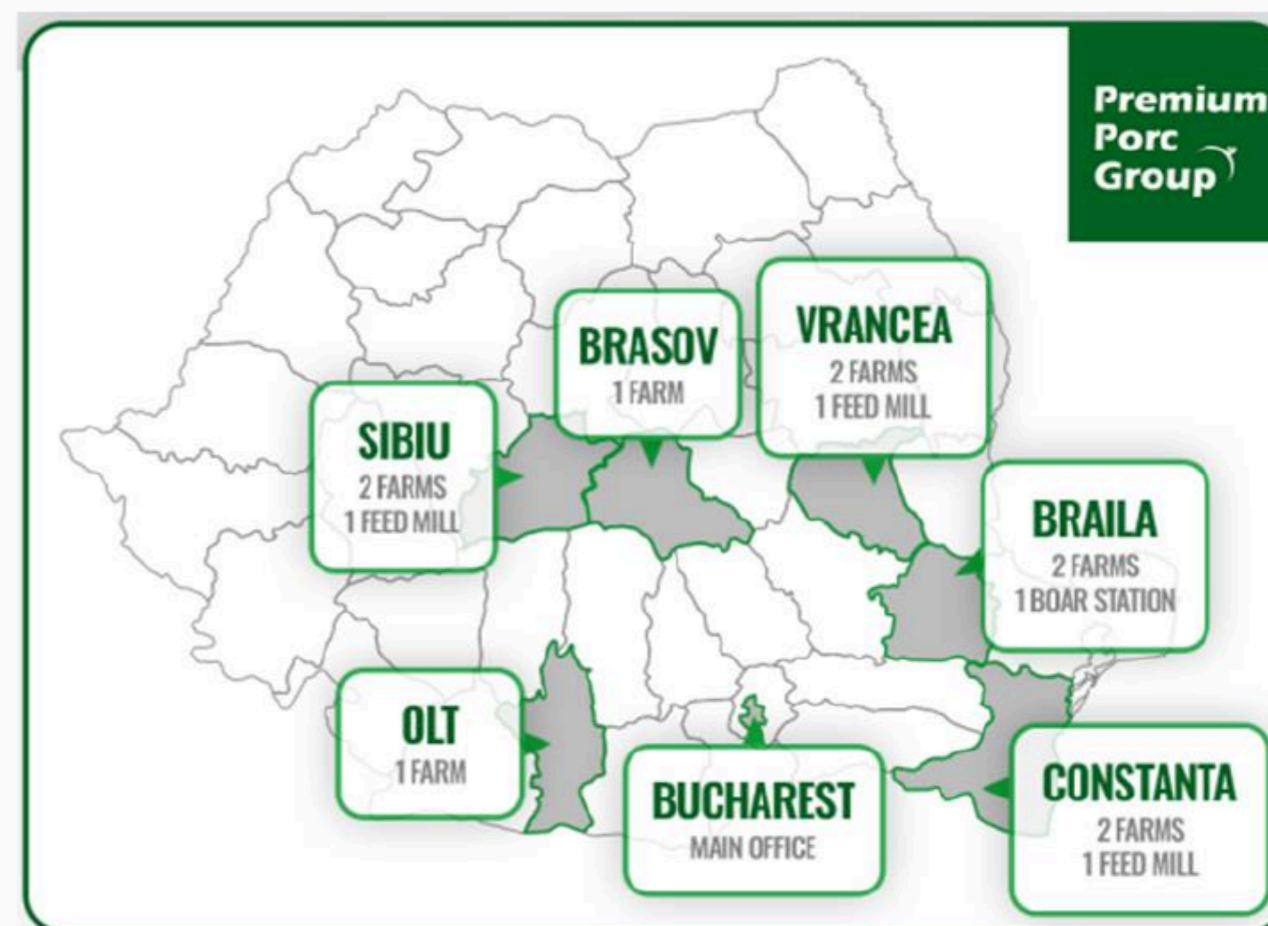 Premium
Porc
Group
BRASOV
1 FARM
VRANCEA
2 FARMS
1 FEED MILL
SIBIU
2 FARMS
1 FEED MILL
BRAILA
2 FARMS
1 BOAR STATION
OLT
1 FARM
BUCHAREST
MAIN OFFICE
CONSTANTA
2 FARMS
1 FEED MILL